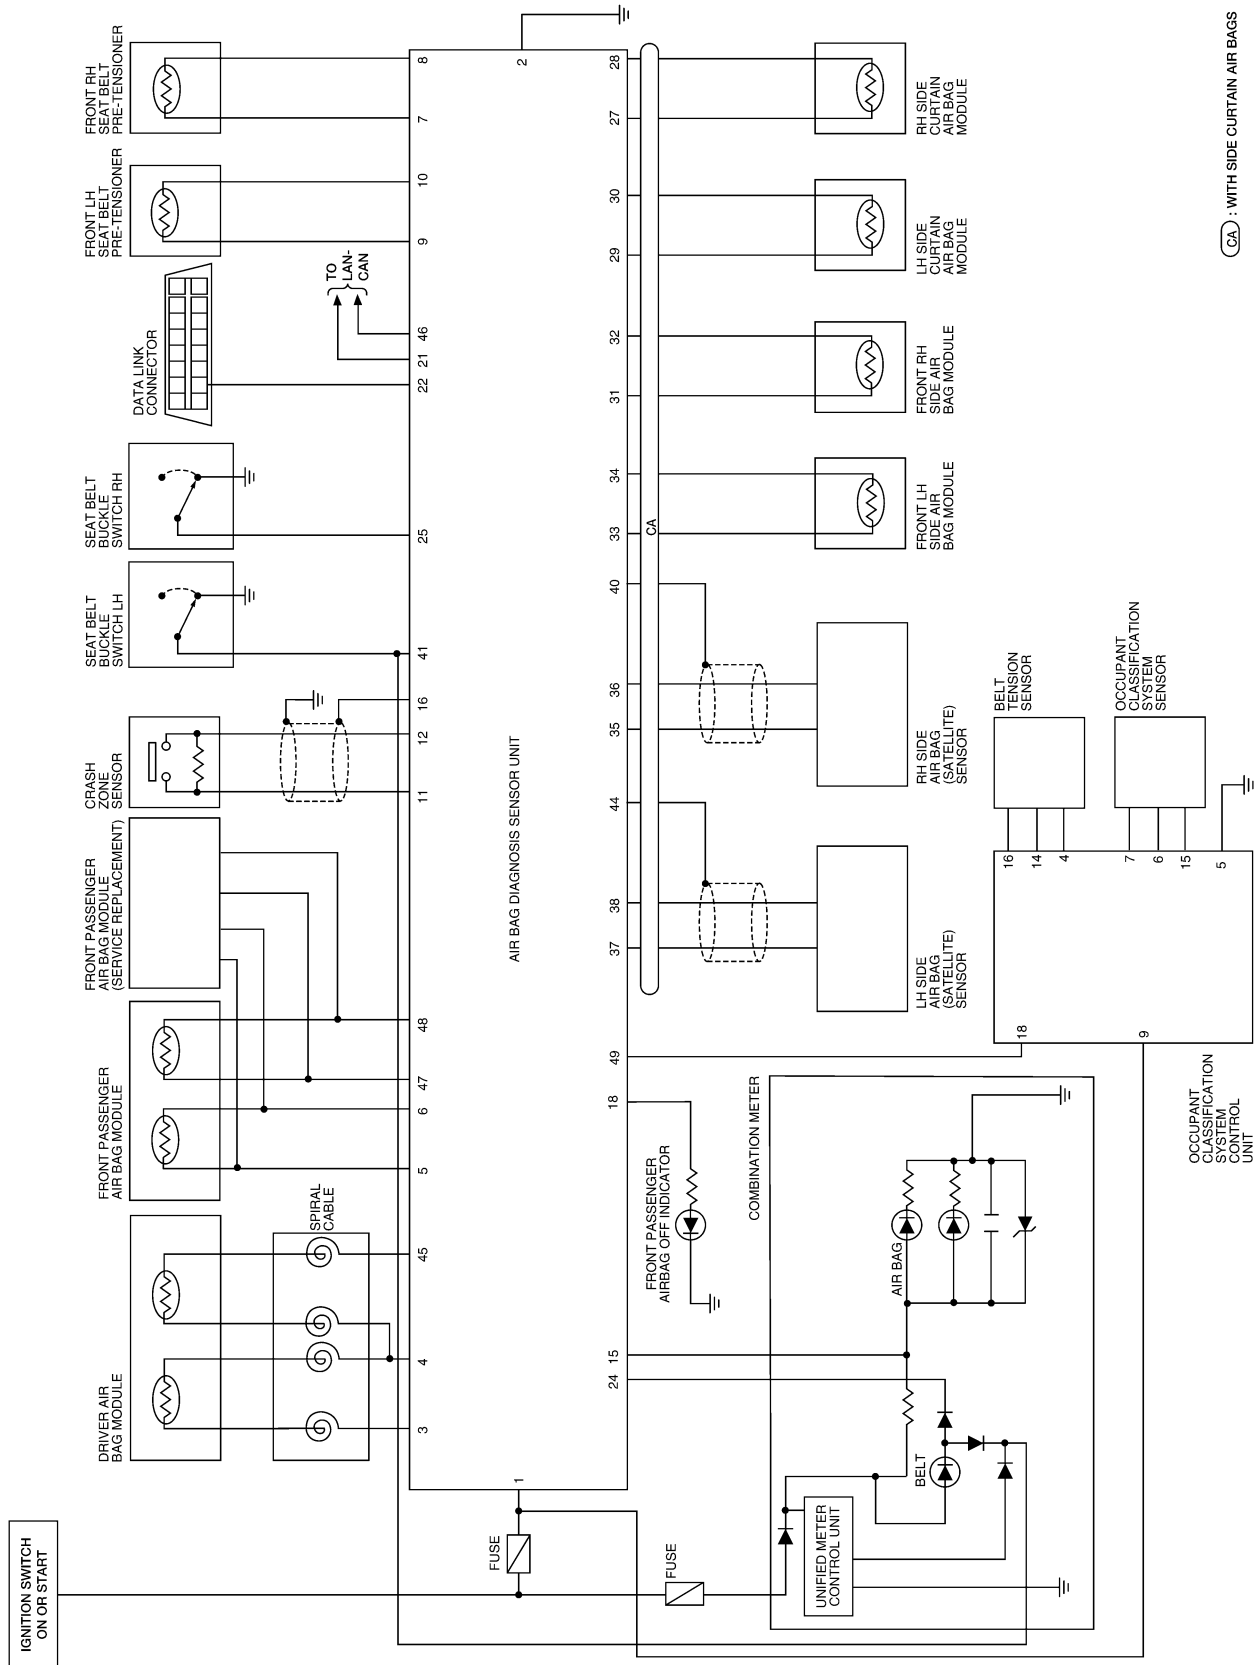 IGNITION SWITCH
ON OR START
FUSE
FUSE
DRIVER AIR
BAG MODULE
SPIRAL
CABLE
FRONT PASSENGER
AIR BAG MODULE
FRONT PASSENGER
AIR BAG MODULE
(SERVICE REPLACEMENT)
CRASH
ZONE
SENSOR
SEAT BELT
BUCKLE
SWITCH LH
SEAT BELT
BUCKLE
SWITCH RH
DATA LINK
CONNECTOR
TO
LAN-
CAN
FRONT LH
SEAT BELT
PRE-TENSIONER
FRONT RH
SEAT BELT
PRE-TENSIONER
3
4
45
5
6
47
48
11
12
16
41
25
22
21
46
9
10
7
8
1
AIR BAG DIAGNOSIS SENSOR UNIT
2
24
15
18
49
37
38
44
35
36
40
33
34
31
32
29
30
27
28
CA
UNIFIED METER
CONTROL UNIT
BELT
AIR BAG
COMBINATION METER
FRONT PASSENGER
AIRBAG OFF INDICATOR
LH SIDE
AIR BAG
(SATELLITE)
SENSOR
RH SIDE
AIR BAG
(SATELLITE)
SENSOR
FRONT LH
SIDE AIR
BAG MODULE
FRONT RH
SIDE AIR
BAG MODULE
LH SIDE
CURTAIN
AIR BAG
MODULE
RH SIDE
CURTAIN
AIR BAG
MODULE
18
9
16
14
4
7
6
15
5
BELT
TENSION
SENSOR
OCCUPANT
CLASSIFICATION
SYSTEM
SENSOR
OCCUPANT
CLASSIFICATION
SYSTEM
CONTROL
UNIT
CA : WITH SIDE CURTAIN AIR BAGS